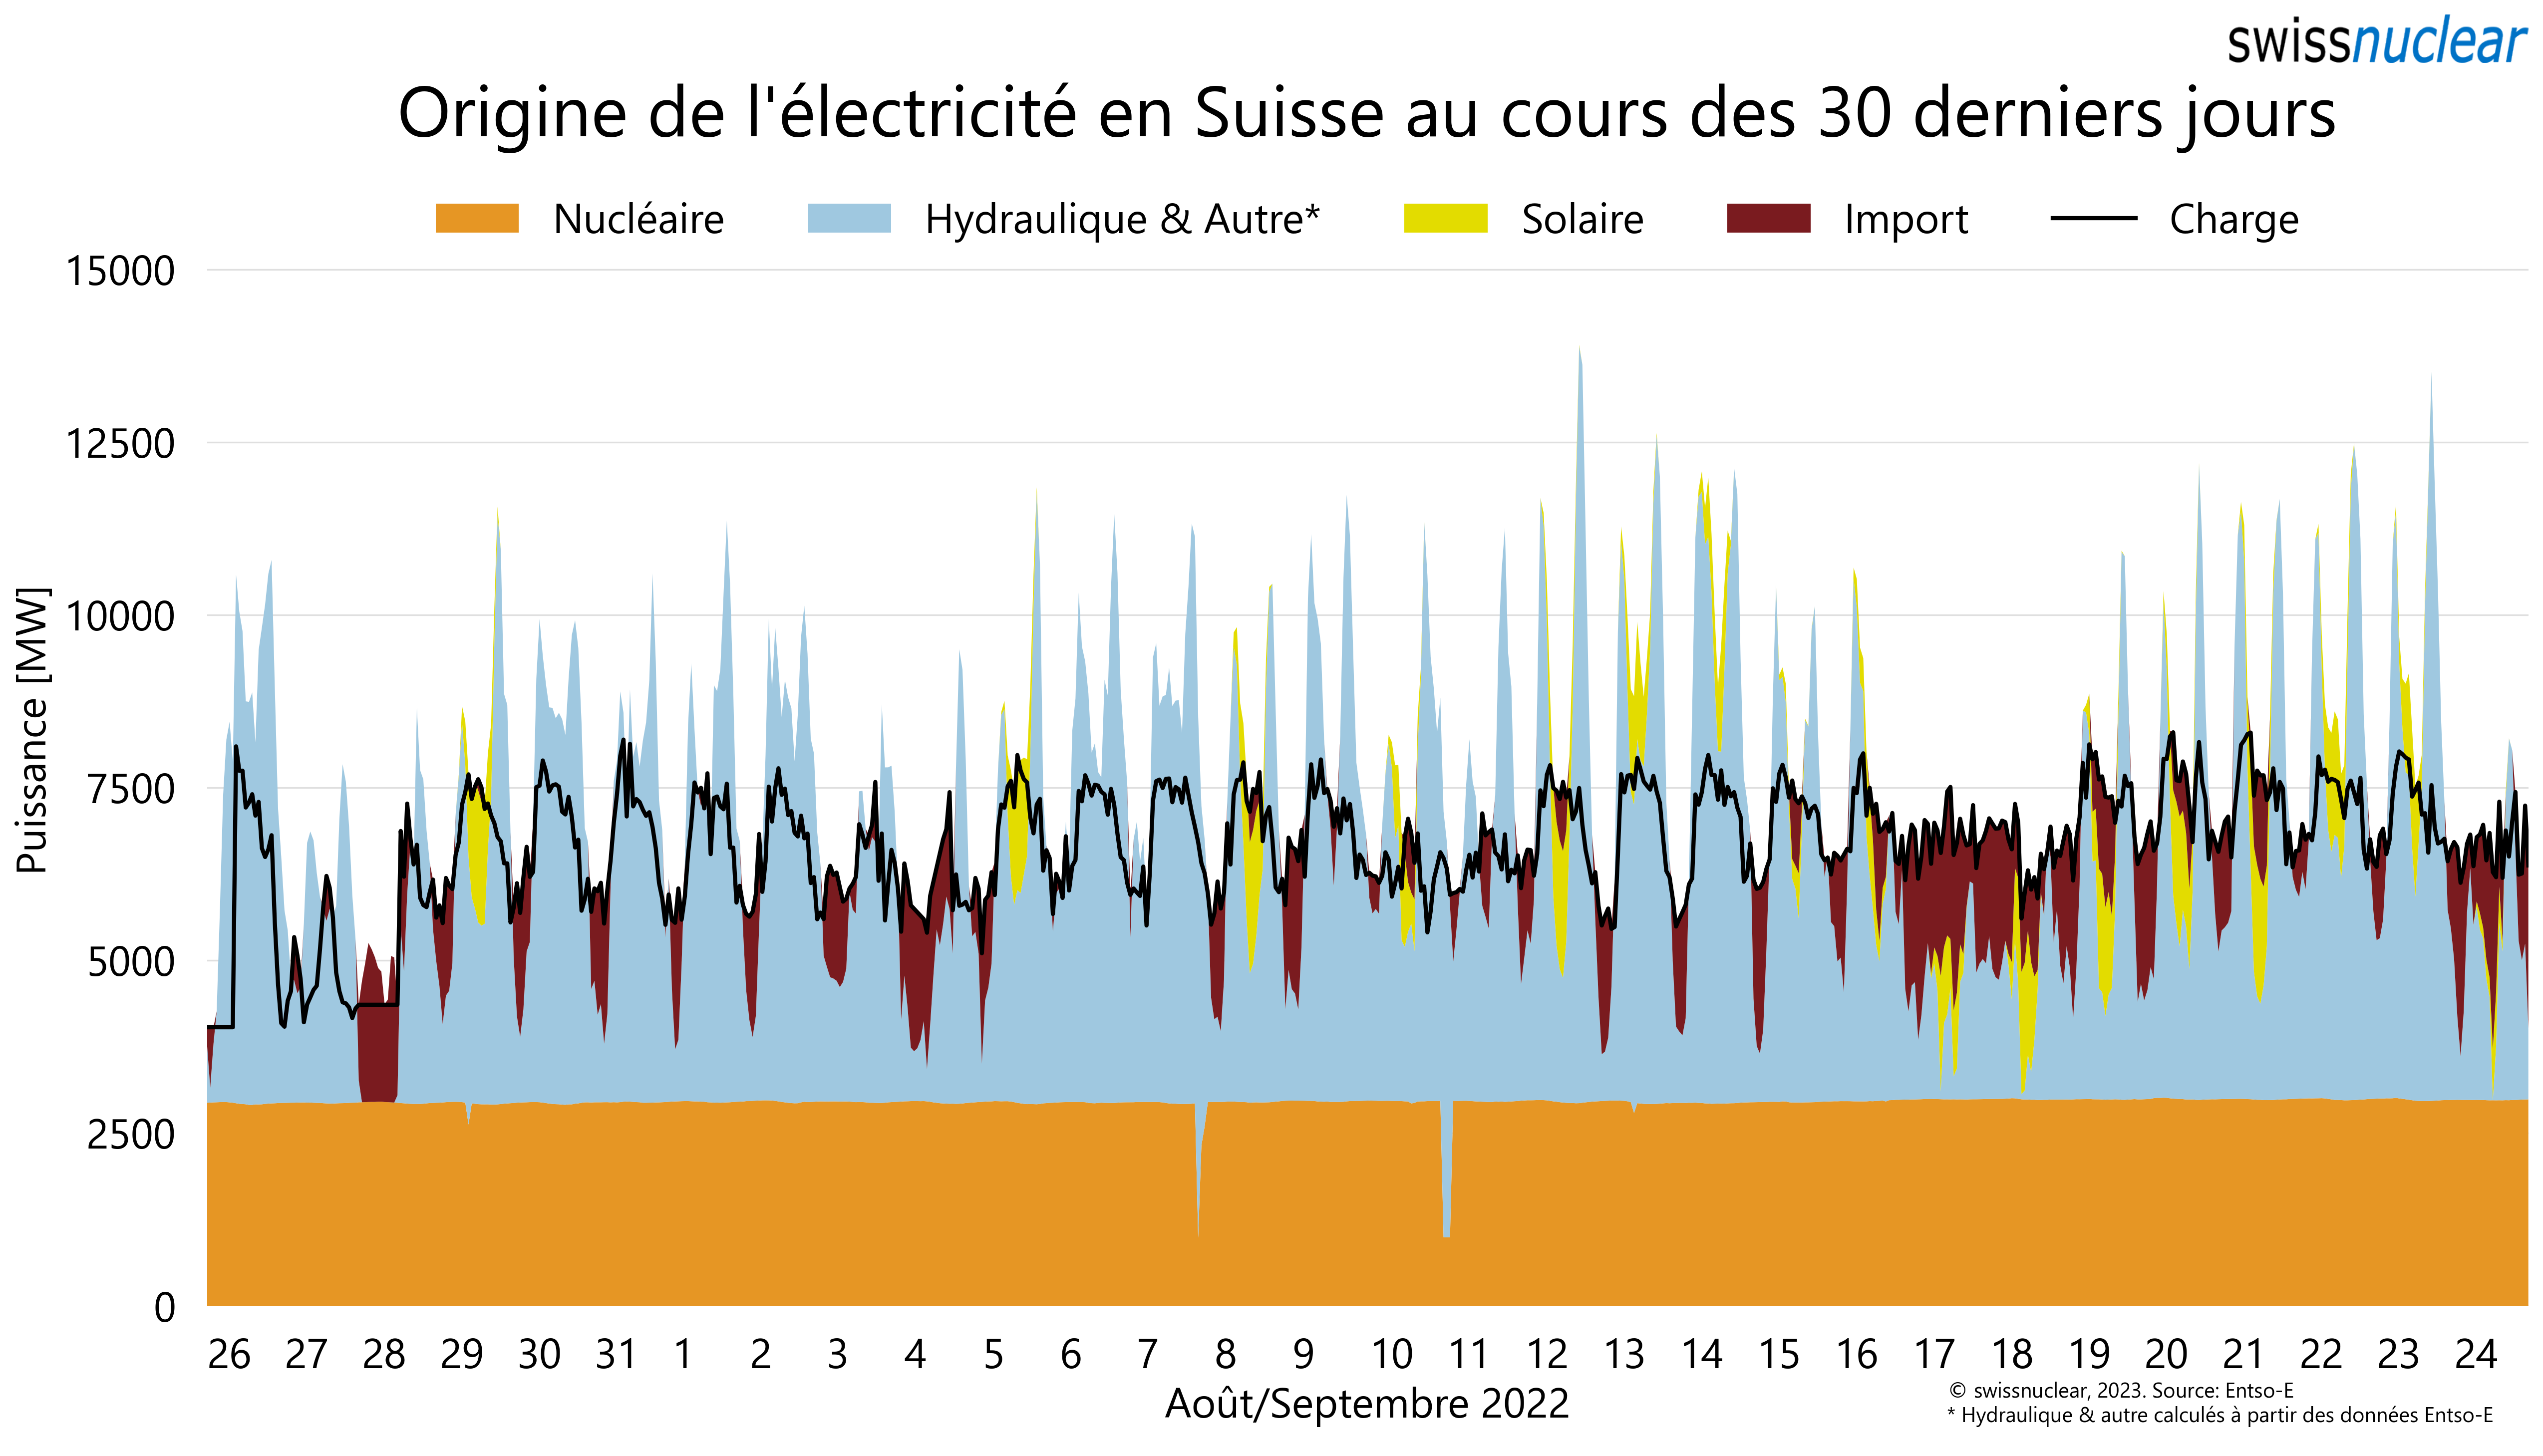 swissnuclear
Origine de l'électricité en Suisse au cours des 30 derniers jours
Nucléaire Hydraulique & Autre* Solaire Import Charge
15000
12500
10000
7500
5000
2500
0
Puissance [MW]
26 27 28 29 30 31 1 2 3 4 5 6 7 8 9 10 11 12 13 14 15 16 17 18 19 20 21 22 23 24
Août/Septembre 2022
© swissnuclear, 2023. Source: Entso-E
* Hydraulique & autre calculés à partir des données Entso-E